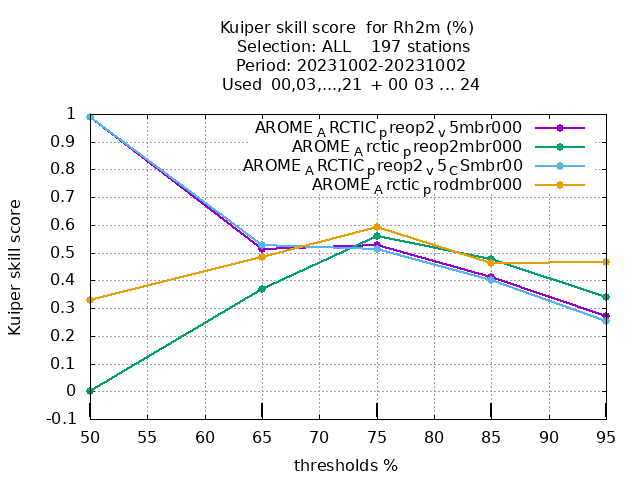 Kuiper skill score  for Rh2m (%)
Selection: ALL    197 stations
Period: 20231002-20231002
Used  00,03,...,21  + 00 03 ... 24
AROME_ARCTIC_preop2_v5mbr000
AROME_Arctic_preop2mbr000
AROME_ARCTIC_preop2_v5_CSmbr00
AROME_Arctic_prodmbr000
Kuiper skill score
1
0.9
0.8
0.7
0.6
0.5
0.4
0.3
0.2
0.1
0
-0.1
50 55 60 65 70 75 80 85 90 95
thresholds %